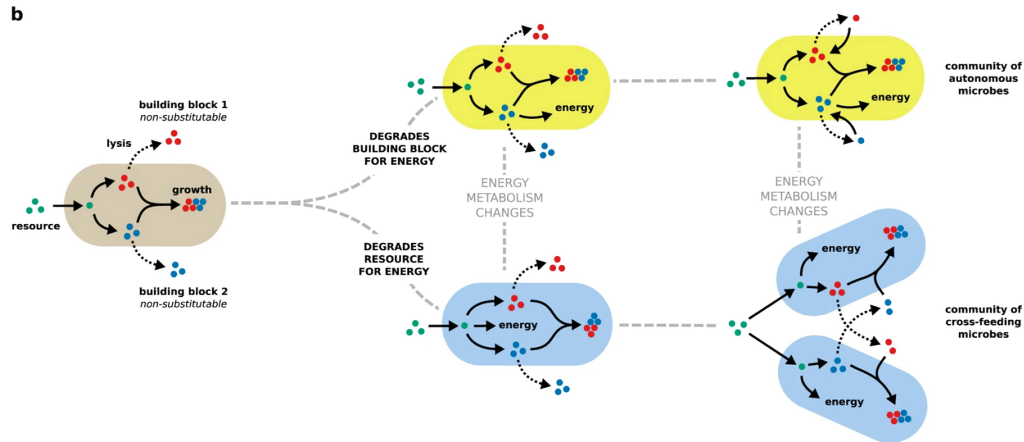 b
building block 1
non-substitutable
lysis
growth
resource
building block 2
non-substitutable
DEGRADES
BUILDING BLOCK
FOR ENERGY
DEGRADES
RESOURCE
FOR ENERGY
energy
ENERGY
METABOLISM
CHANGES
energy
energy
ENERGY
METABOLISM
CHANGES
energy
energy
community of
autonomous
microbes
community of
cross-feeding
microbes